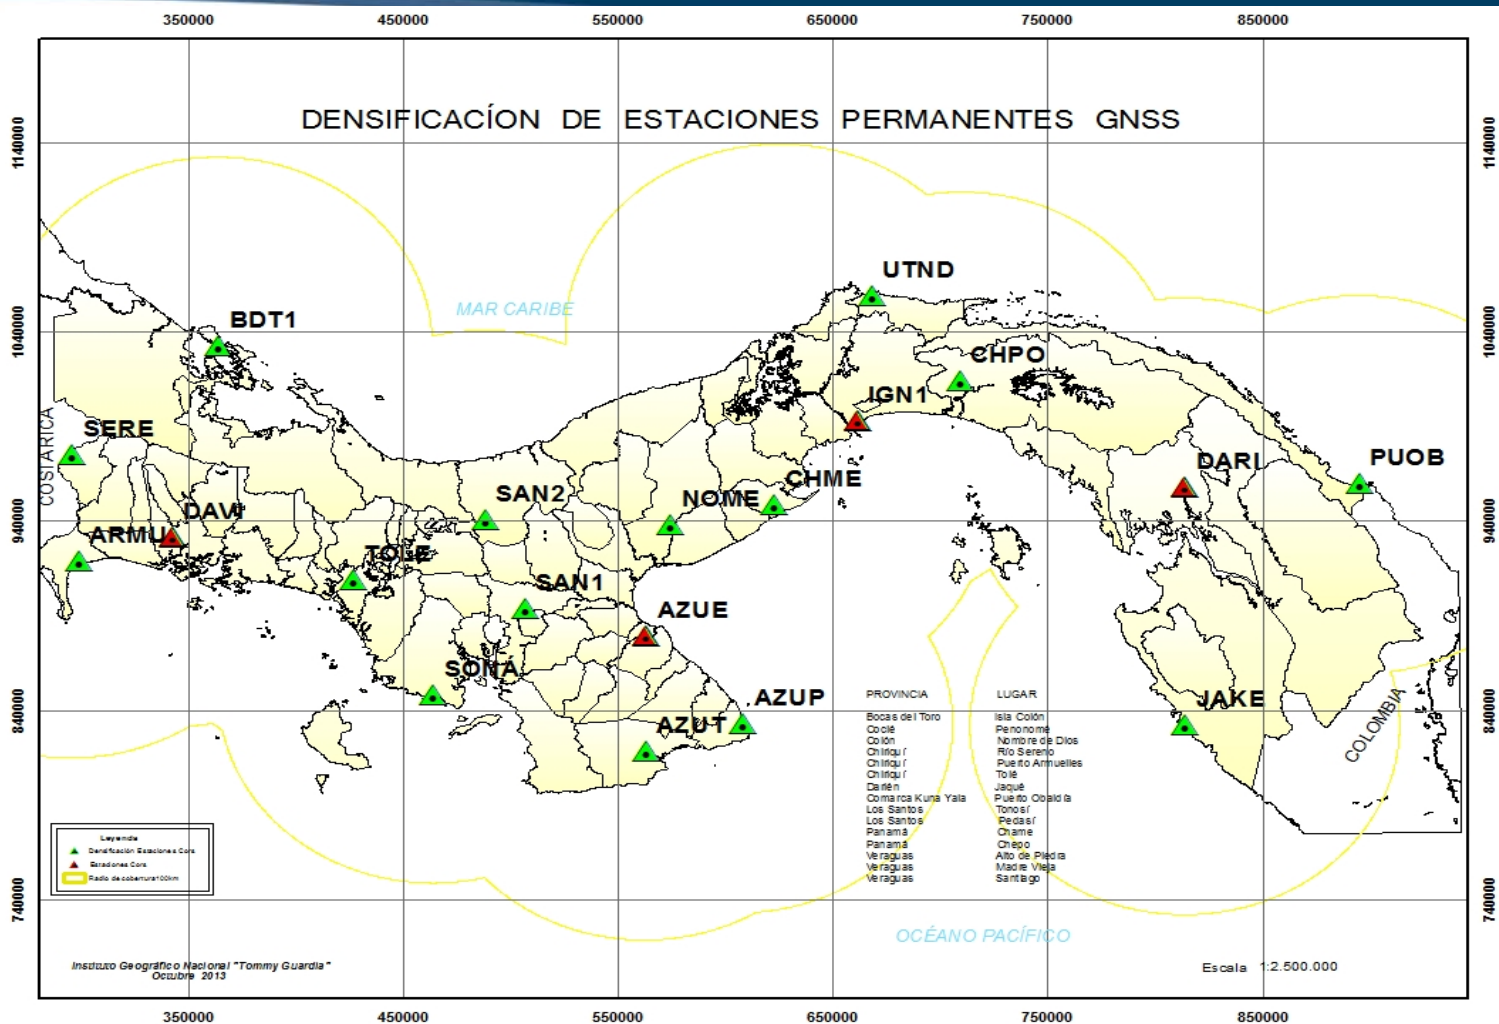 350000 450000 550000 650000 750000 850000
DENSIFICACÍON DE ESTACIONES PERMANENTES GNSS
1140000 1140000
UTND
MAR CARIBE
BDT1
1040000 1040000
CHPO
IGN1
COSTARICA
SERE
DARI
PUOB
CHME
SAN2
NOME
DAVI
940000 940000
ARMU
TOLE
SAN1
AZUE
SONÁ
AZUP
JAKE
AZUT
840000 840000
COLOMBIA
PROVINCIA LUGAR
Bocas del Toro Isla Colón
Coclé Penonomé
Colón Nombre de Dios
Chiriquí Río Sereno
Chiriquí Puerto Armuelles
Chiriquí Tolé
Darién Jaqué
Comarca Kuna Yala Puerto Obaldía
Los Santos Tonosí
Los Santos Pedasí
Panamá Chame
Panamá Chepo
Veraguas Alto de Piedra
Veraguas Madre Vieja
Veraguas Santiago
Leyenda
Densificación Estaciones Cors
Estaciones Cors
Radio de cobertura100km
740000 740000
OCÉANO PACÍFICO
Instituto Geográfico Nacional "Tommy Guardia"
Octubre 2013
Escala 1:2.500.000
350000 450000 550000 650000 750000 850000